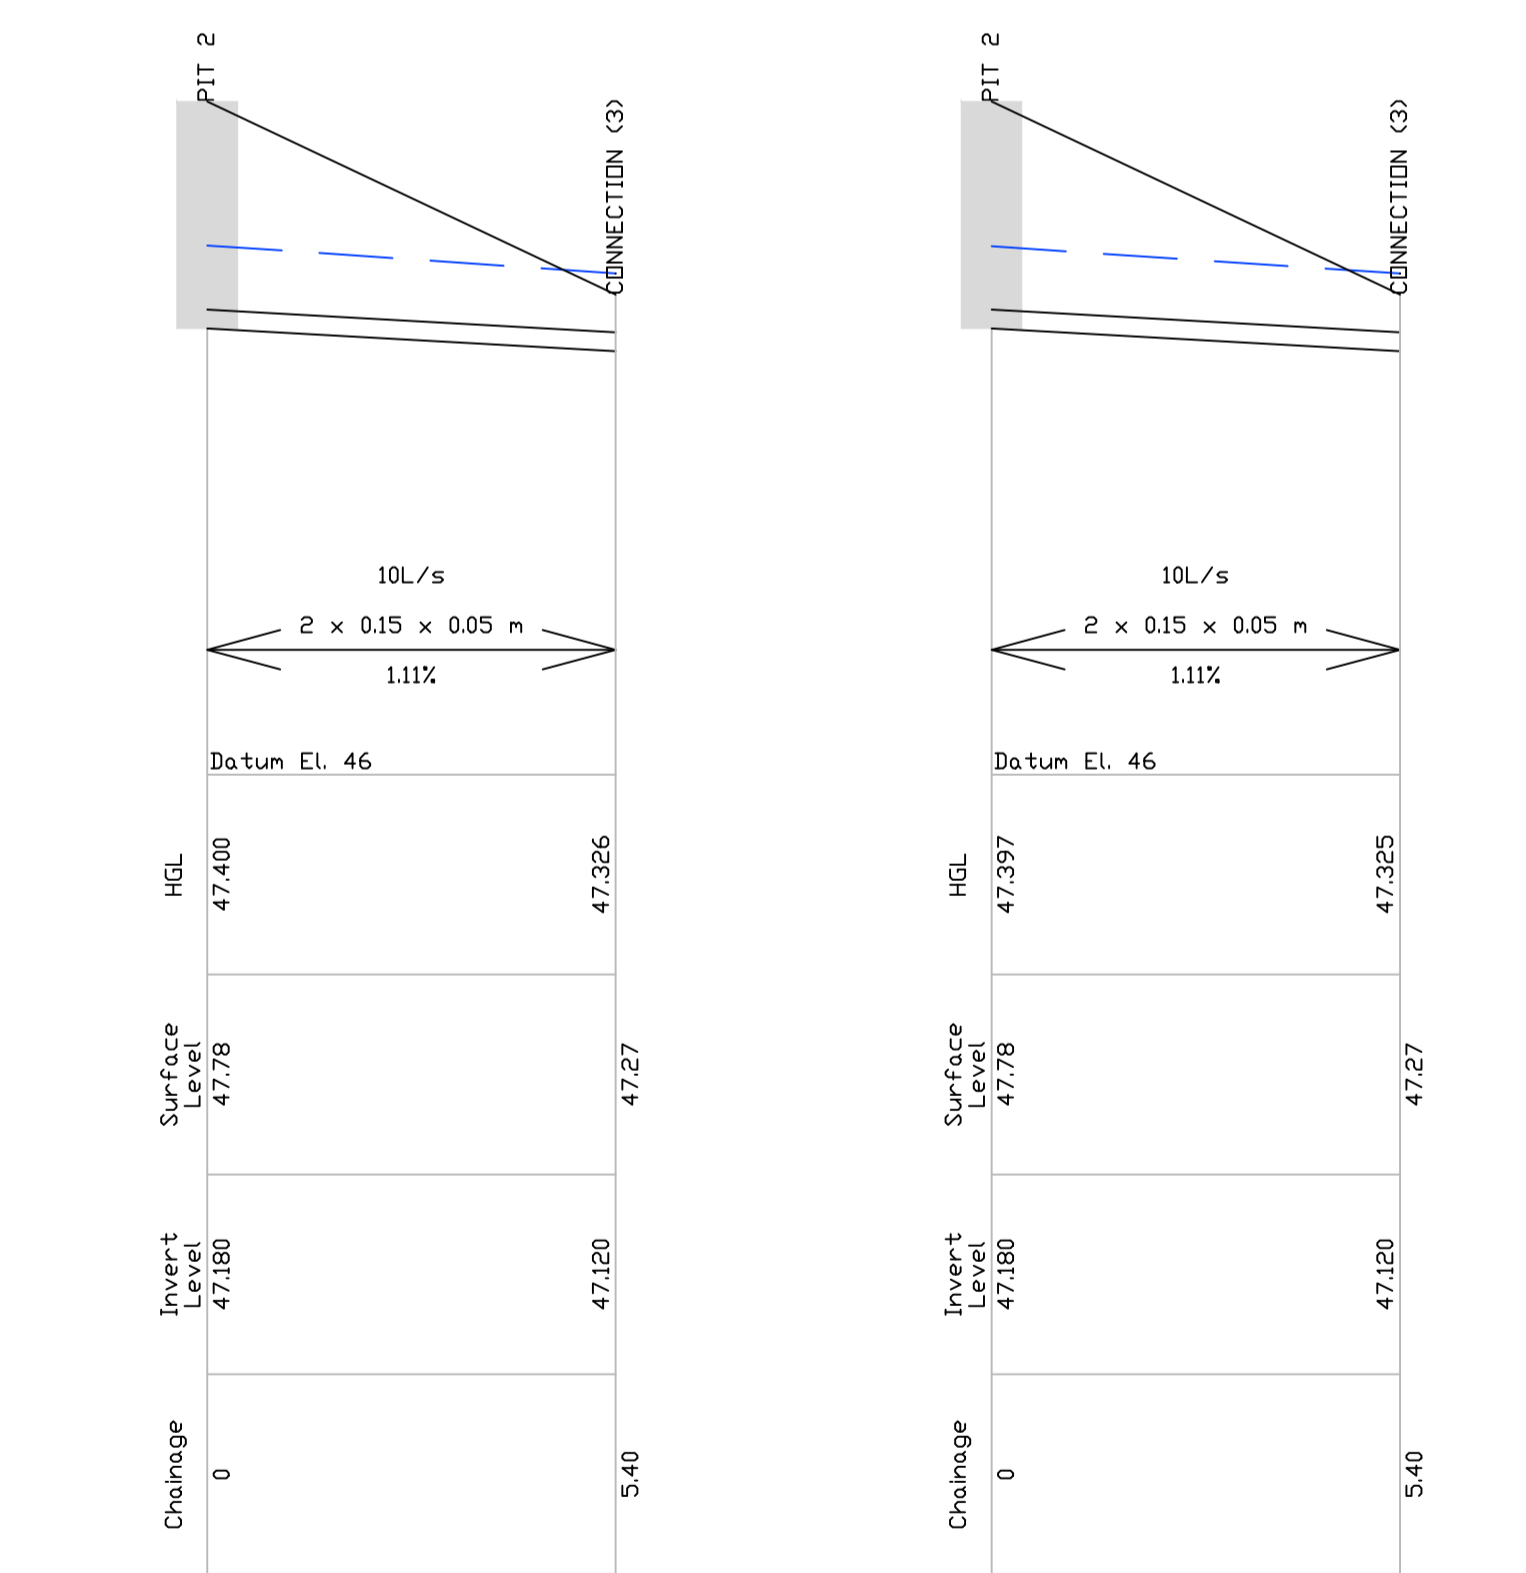 PIT 2
CONNECTION (3)
10L/s
2 x 0.15 x 0.05 m
1.11%
Datum El. 46
HGL
47.400
47.326
Surface
Level
47.78
47.27
Invert
Level
47.180
47.120
Chainage
0
5.40
PIT 2
CONNECTION (3)
10L/s
2 x 0.15 x 0.05 m
1.11%
Datum El. 46
HGL
47.397
47.325
Surface
Level
47.78
47.27
Invert
Level
47.180
47.120
Chainage
0
5.40